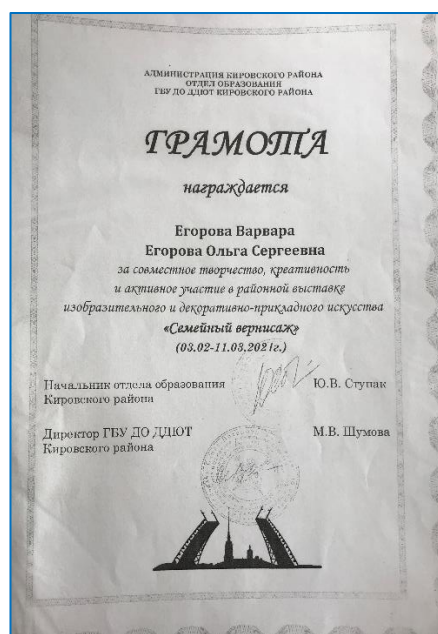 АДМИНИСТРАЦИЯ КИРОВСКОГО РАЙОНА
ОТДЕЛ ОБРАЗОВАНИЯ
ГБУ ДО ДДЮТ КИРОВСКОГО РАЙОНА
ГРАМОТА
награждается
Егорова Варвара
Егорова Ольга Сергеевна
за совместное творчество, креативность
и активное участие в районной выставке
изобразительного и декоративно-прикладного искусства
«Семейный вернисаж»
(03.02-11.03.2021г.)
Начальник отдела образования Ю.В. Ступак
Кировского района
Директор ГБУ ДО ДДЮТ М.В. Шумова
Кировского района